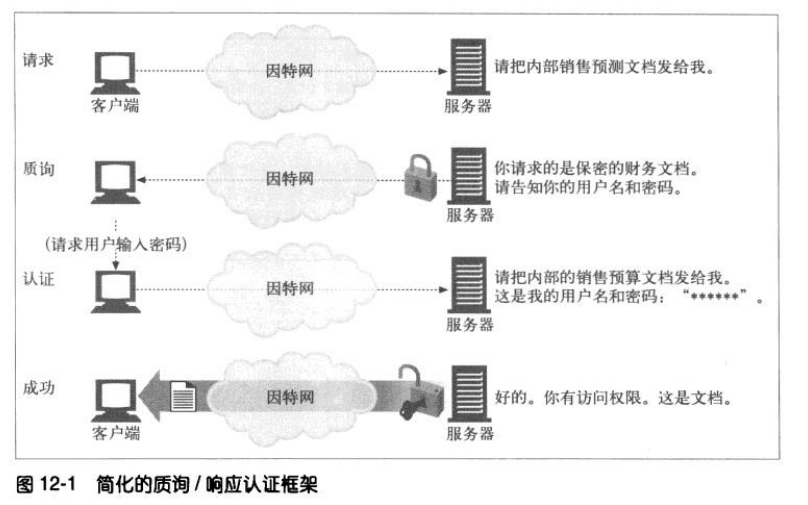 请求
因特网
请把内部销售预测文档发给我。
客户端
服务器
质询
因特网
你请求的是保密的财务文档。
请告知你的用户名和密码。
服务器
(请求用户输入密码)
认证
因特网
请把内部的销售预算文档发给我。
这是我的用户名和密码：“******”。
服务器
成功
因特网
好的。你有访问权限。这是文档。
客户端
服务器
图 12-1 简化的质询 / 响应认证框架